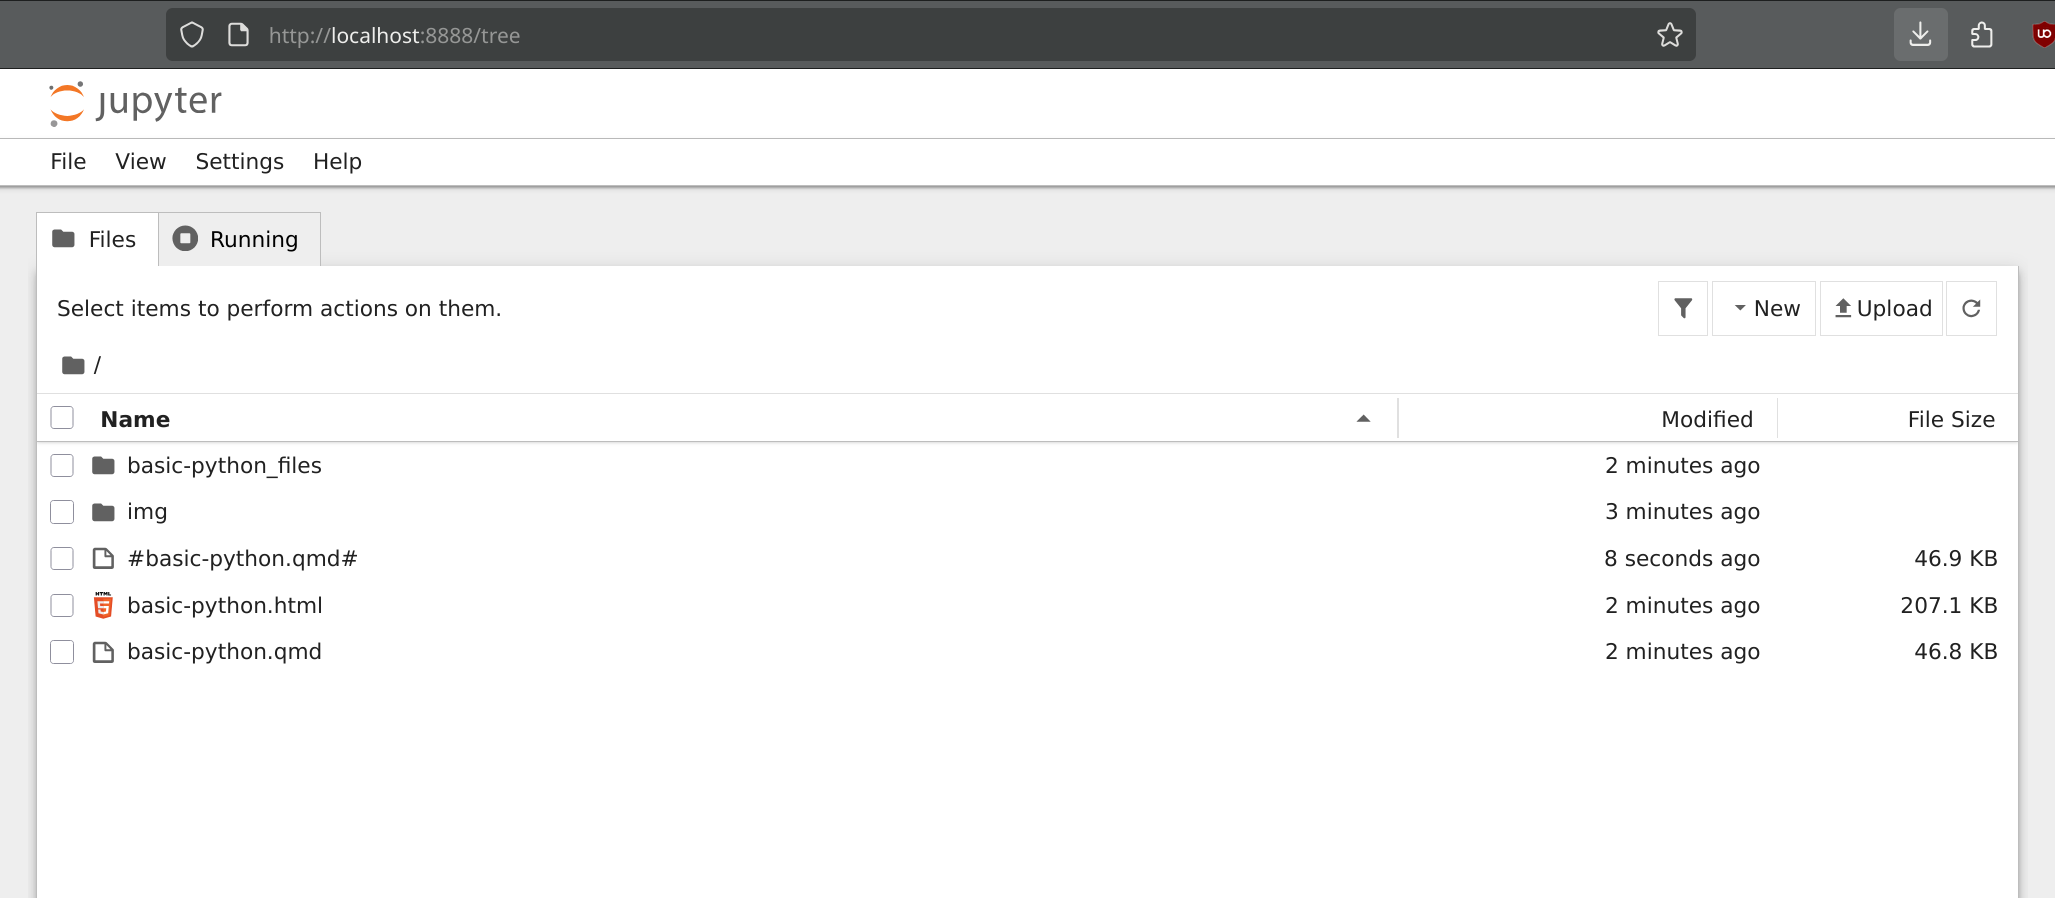 http://localhost:8888/tree
jupyter
File View Settings Help
Files Running
Select items to perform actions on them.
New Upload
/
Name Modified File Size
basic-python_files 2 minutes ago
img 3 minutes ago
#basic-python.qmd# 8 seconds ago 46.9 KB
HTML 5 basic-python.html 2 minutes ago 207.1 KB
basic-python.qmd 2 minutes ago 46.8 KB